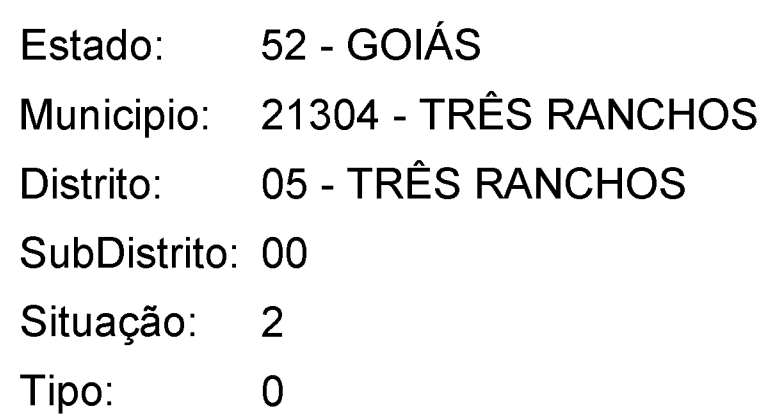 Estado: 52 - GOIÁS
Municipio: 21304 - TRÊS RANCHOS
Distrito: 05 - TRÊS RANCHOS
SubDistrito: 00
Situação: 2
Tipo: 0